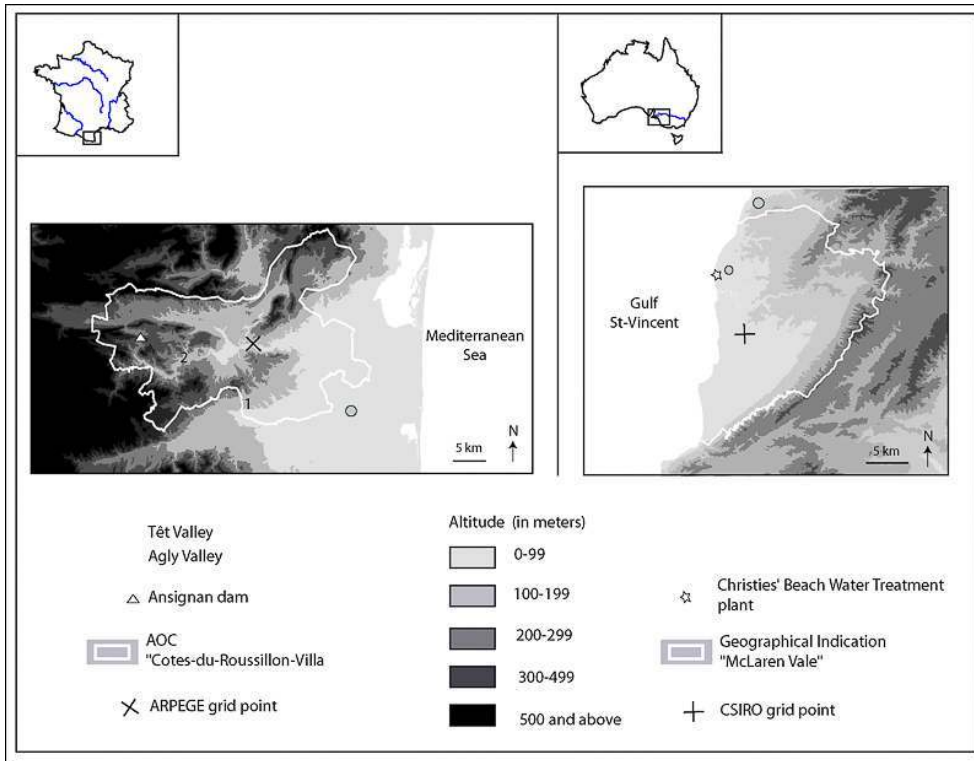 Mediterranean
Sea
2
1
5 km
N
Gulf
St-Vincent
5 km
N
Têt Valley
Agly Valley
Ansignan dam
AOC
"Cotes-du-Roussillon-Villa
ARPEGE grid point
Altitude (in meters)
0-99
100-199
200-299
300-499
500 and above
Christies' Beach Water Treatment
plant
Geographical Indication
"McLaren Vale"
CSIRO grid point